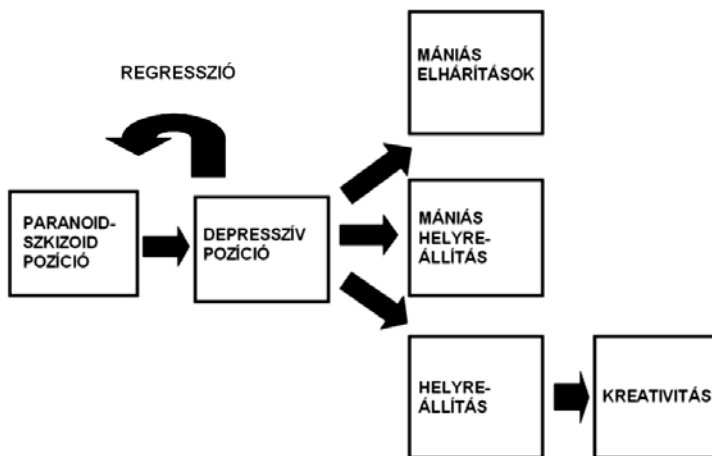 REGRESSZIÓ
MÁNIÁS
ELHÁRÍTÁSOK
PARANOID-
SZKIZOID
POZÍCIÓ
DEPRESSZÍV
POZÍCIÓ
MÁNIÁS
HELYRE-
ÁLLÍTÁS
HELYRE-
ÁLLÍTÁS
KREATIVITÁS